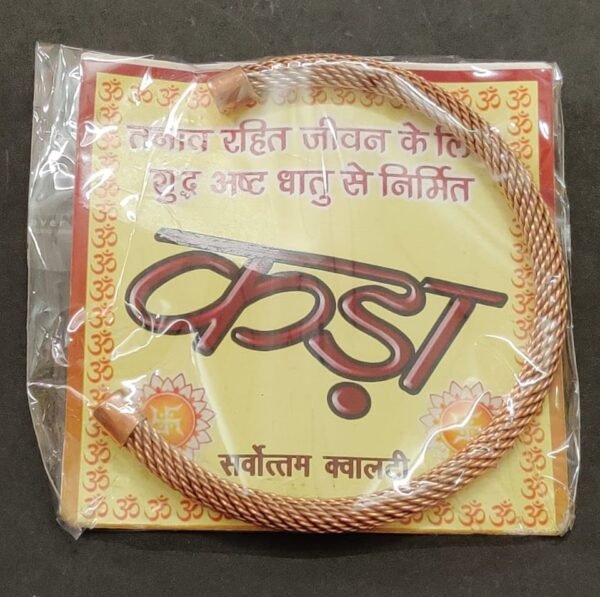 तनाव रहित जीवन के लिए
शुद्ध अष्ट धातु से निर्मित
कड़ा
सर्वोत्तम क्वालटी